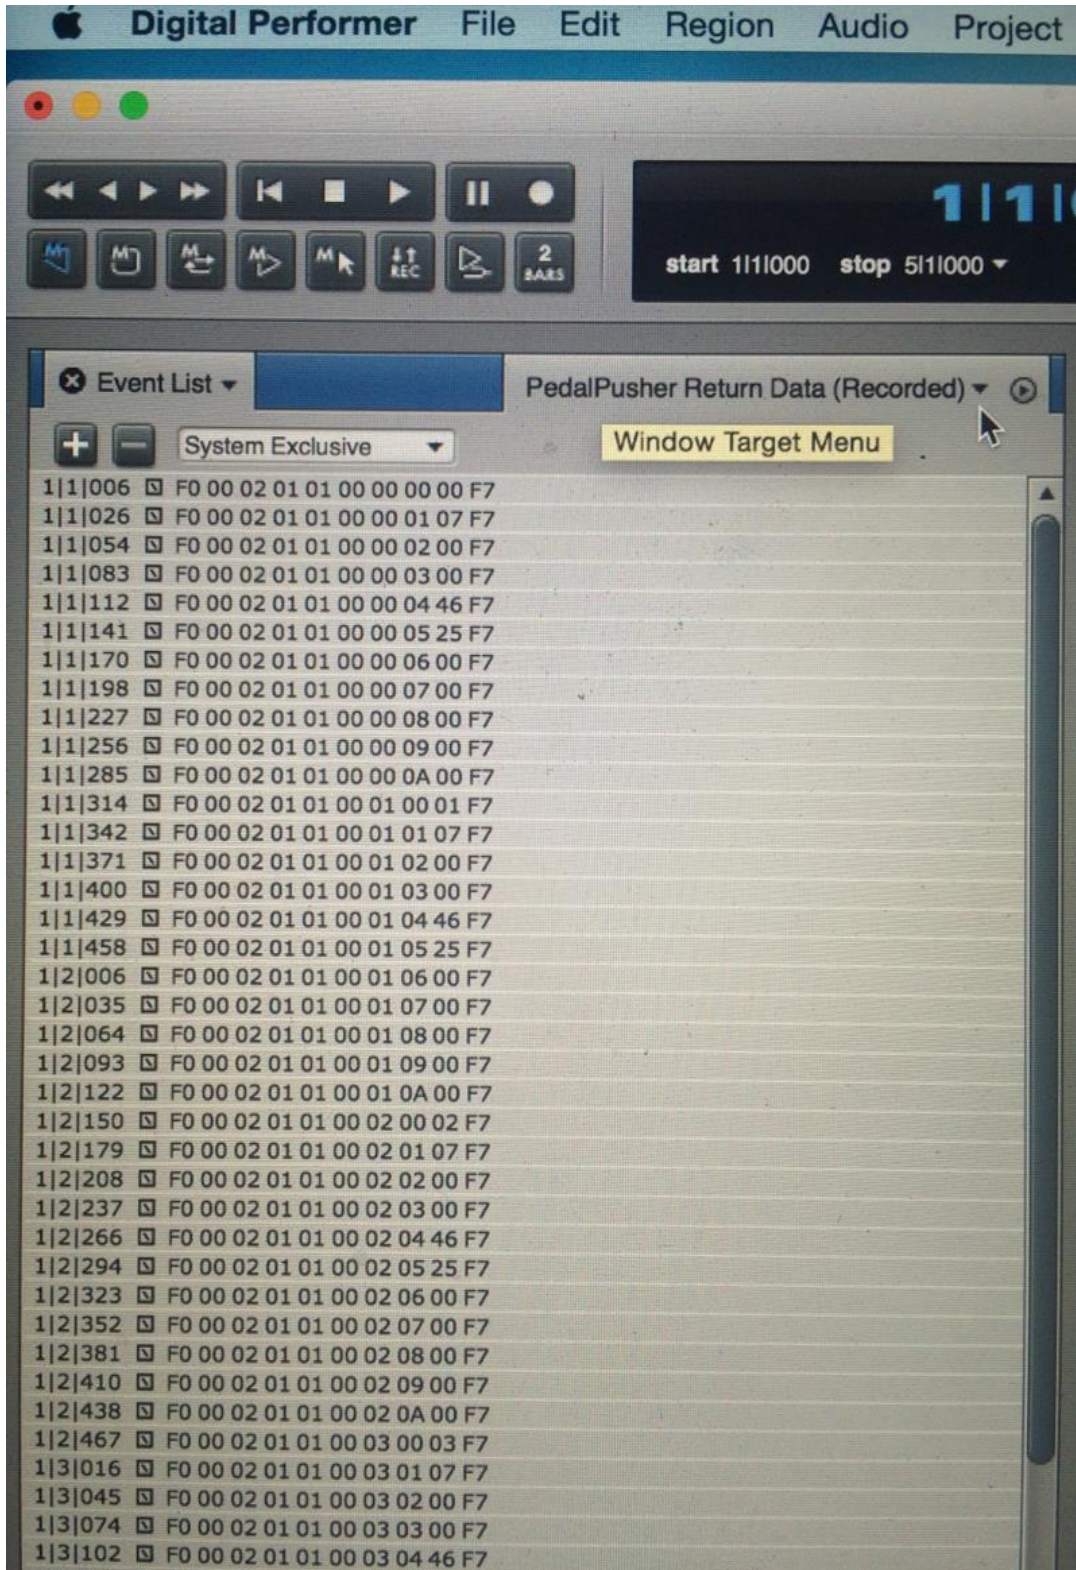 Digital Performer File Edit Region Audio Project
1|1|
M M M M M ↓↑ REC 2 BARS
start 1|1|000 stop 5|1|000
Event List PedalPusher Return Data (Recorded)
System Exclusive Window Target Menu
1|1|006 F0 00 02 01 01 00 00 00 00 F7
1|1|026 F0 00 02 01 01 00 00 01 07 F7
1|1|054 F0 00 02 01 01 00 00 02 00 F7
1|1|083 F0 00 02 01 01 00 00 03 00 F7
1|1|112 F0 00 02 01 01 00 00 04 46 F7
1|1|141 F0 00 02 01 01 00 00 05 25 F7
1|1|170 F0 00 02 01 01 00 00 06 00 F7
1|1|198 F0 00 02 01 01 00 00 07 00 F7
1|1|227 F0 00 02 01 01 00 00 08 00 F7
1|1|256 F0 00 02 01 01 00 00 09 00 F7
1|1|285 F0 00 02 01 01 00 00 0A 00 F7
1|1|314 F0 00 02 01 01 00 01 00 01 F7
1|1|342 F0 00 02 01 01 00 01 01 07 F7
1|1|371 F0 00 02 01 01 00 01 02 00 F7
1|1|400 F0 00 02 01 01 00 01 03 00 F7
1|1|429 F0 00 02 01 01 00 01 04 46 F7
1|1|458 F0 00 02 01 01 00 01 05 25 F7
1|2|006 F0 00 02 01 01 00 01 06 00 F7
1|2|035 F0 00 02 01 01 00 01 07 00 F7
1|2|064 F0 00 02 01 01 00 01 08 00 F7
1|2|093 F0 00 02 01 01 00 01 09 00 F7
1|2|122 F0 00 02 01 01 00 01 0A 00 F7
1|2|150 F0 00 02 01 01 00 02 00 02 F7
1|2|179 F0 00 02 01 01 00 02 01 07 F7
1|2|208 F0 00 02 01 01 00 02 02 00 F7
1|2|237 F0 00 02 01 01 00 02 03 00 F7
1|2|266 F0 00 02 01 01 00 02 04 46 F7
1|2|294 F0 00 02 01 01 00 02 05 25 F7
1|2|323 F0 00 02 01 01 00 02 06 00 F7
1|2|352 F0 00 02 01 01 00 02 07 00 F7
1|2|381 F0 00 02 01 01 00 02 08 00 F7
1|2|410 F0 00 02 01 01 00 02 09 00 F7
1|2|438 F0 00 02 01 01 00 02 0A 00 F7
1|2|467 F0 00 02 01 01 00 03 00 03 F7
1|3|016 F0 00 02 01 01 00 03 01 07 F7
1|3|045 F0 00 02 01 01 00 03 02 00 F7
1|3|074 F0 00 02 01 01 00 03 03 00 F7
1|3|102 F0 00 02 01 01 00 03 04 46 F7